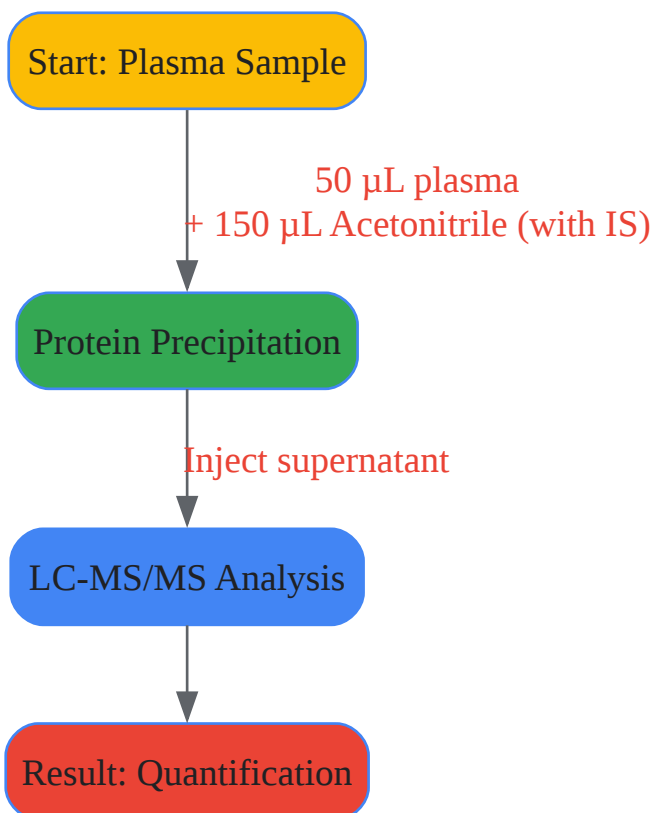 Start: Plasma Sample
50 µL plasma
+ 150 µL Acetonitrile (with IS)
Protein Precipitation
Inject supernatant
LC-MS/MS Analysis
Result: Quantification